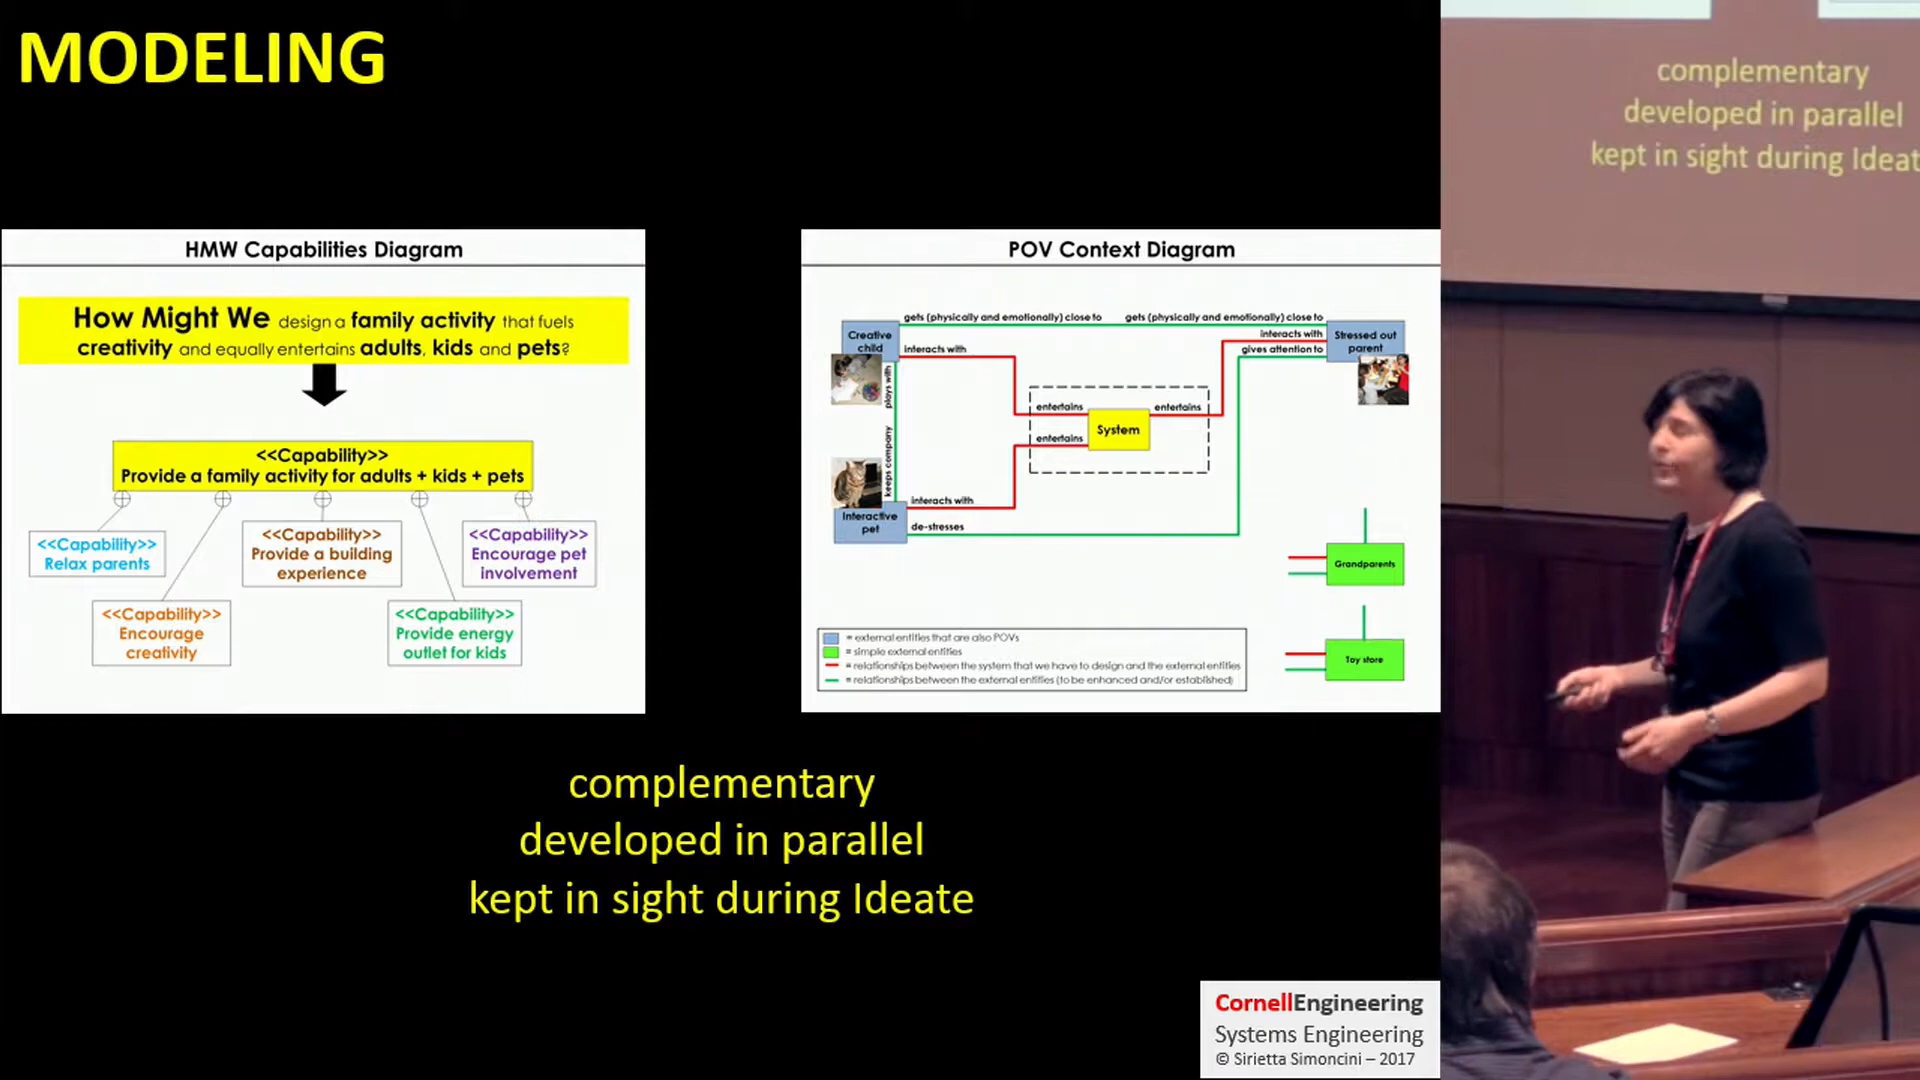 MODELING
HMW Capabilities Diagram
How Might We design a family activity that fuels
creativity and equally entertains adults, kids and pets?
<<Capability>>
Provide a family activity for adults + kids + pets
<<Capability>>
Relax parents
<<Capability>>
Encourage
creativity
<<Capability>>
Provide a building
experience
<<Capability>>
Provide energy
outlet for kids
<<Capability>>
Encourage pet
involvement
POV Context Diagram
gets (physically and emotionally) close to
gets (physically and emotionally) close to
Creative
child
interacts with
plays with
interacts with
gives attention to
Stressed out
parent
entertains
entertains
System
entertains
keeps company
interacts with
Interactive
pet
de-stresses
Grandparents
Toy store
= external entities that are also POVs
= simple external entities
= relationships between the system that we have to design and the external entities
= relationships between the external entities (to be enhanced and/or established)
complementary
developed in parallel
kept in sight during Ideate
CornellEngineering
Systems Engineering
© Sirietta Simoncini – 2017
complementary
developed in parallel
kept in sight during Ideat